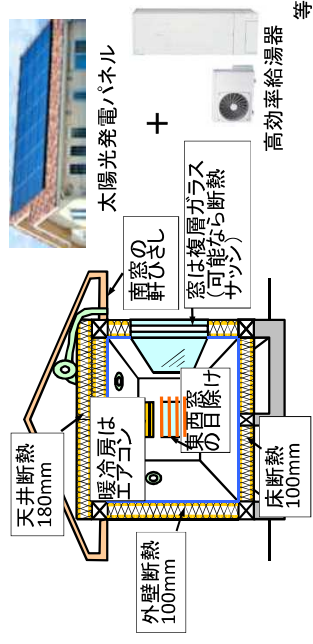 天井断熱
180mm
外壁断熱
100mm
暖冷房は
エアコン
東西窓
の日除け
床断熱
100mm
南窓の
軒ひさし
窓は複層ガラス
(可能なら断熱
サッシ)
太陽光発電パネル
+
高効率給湯器
等